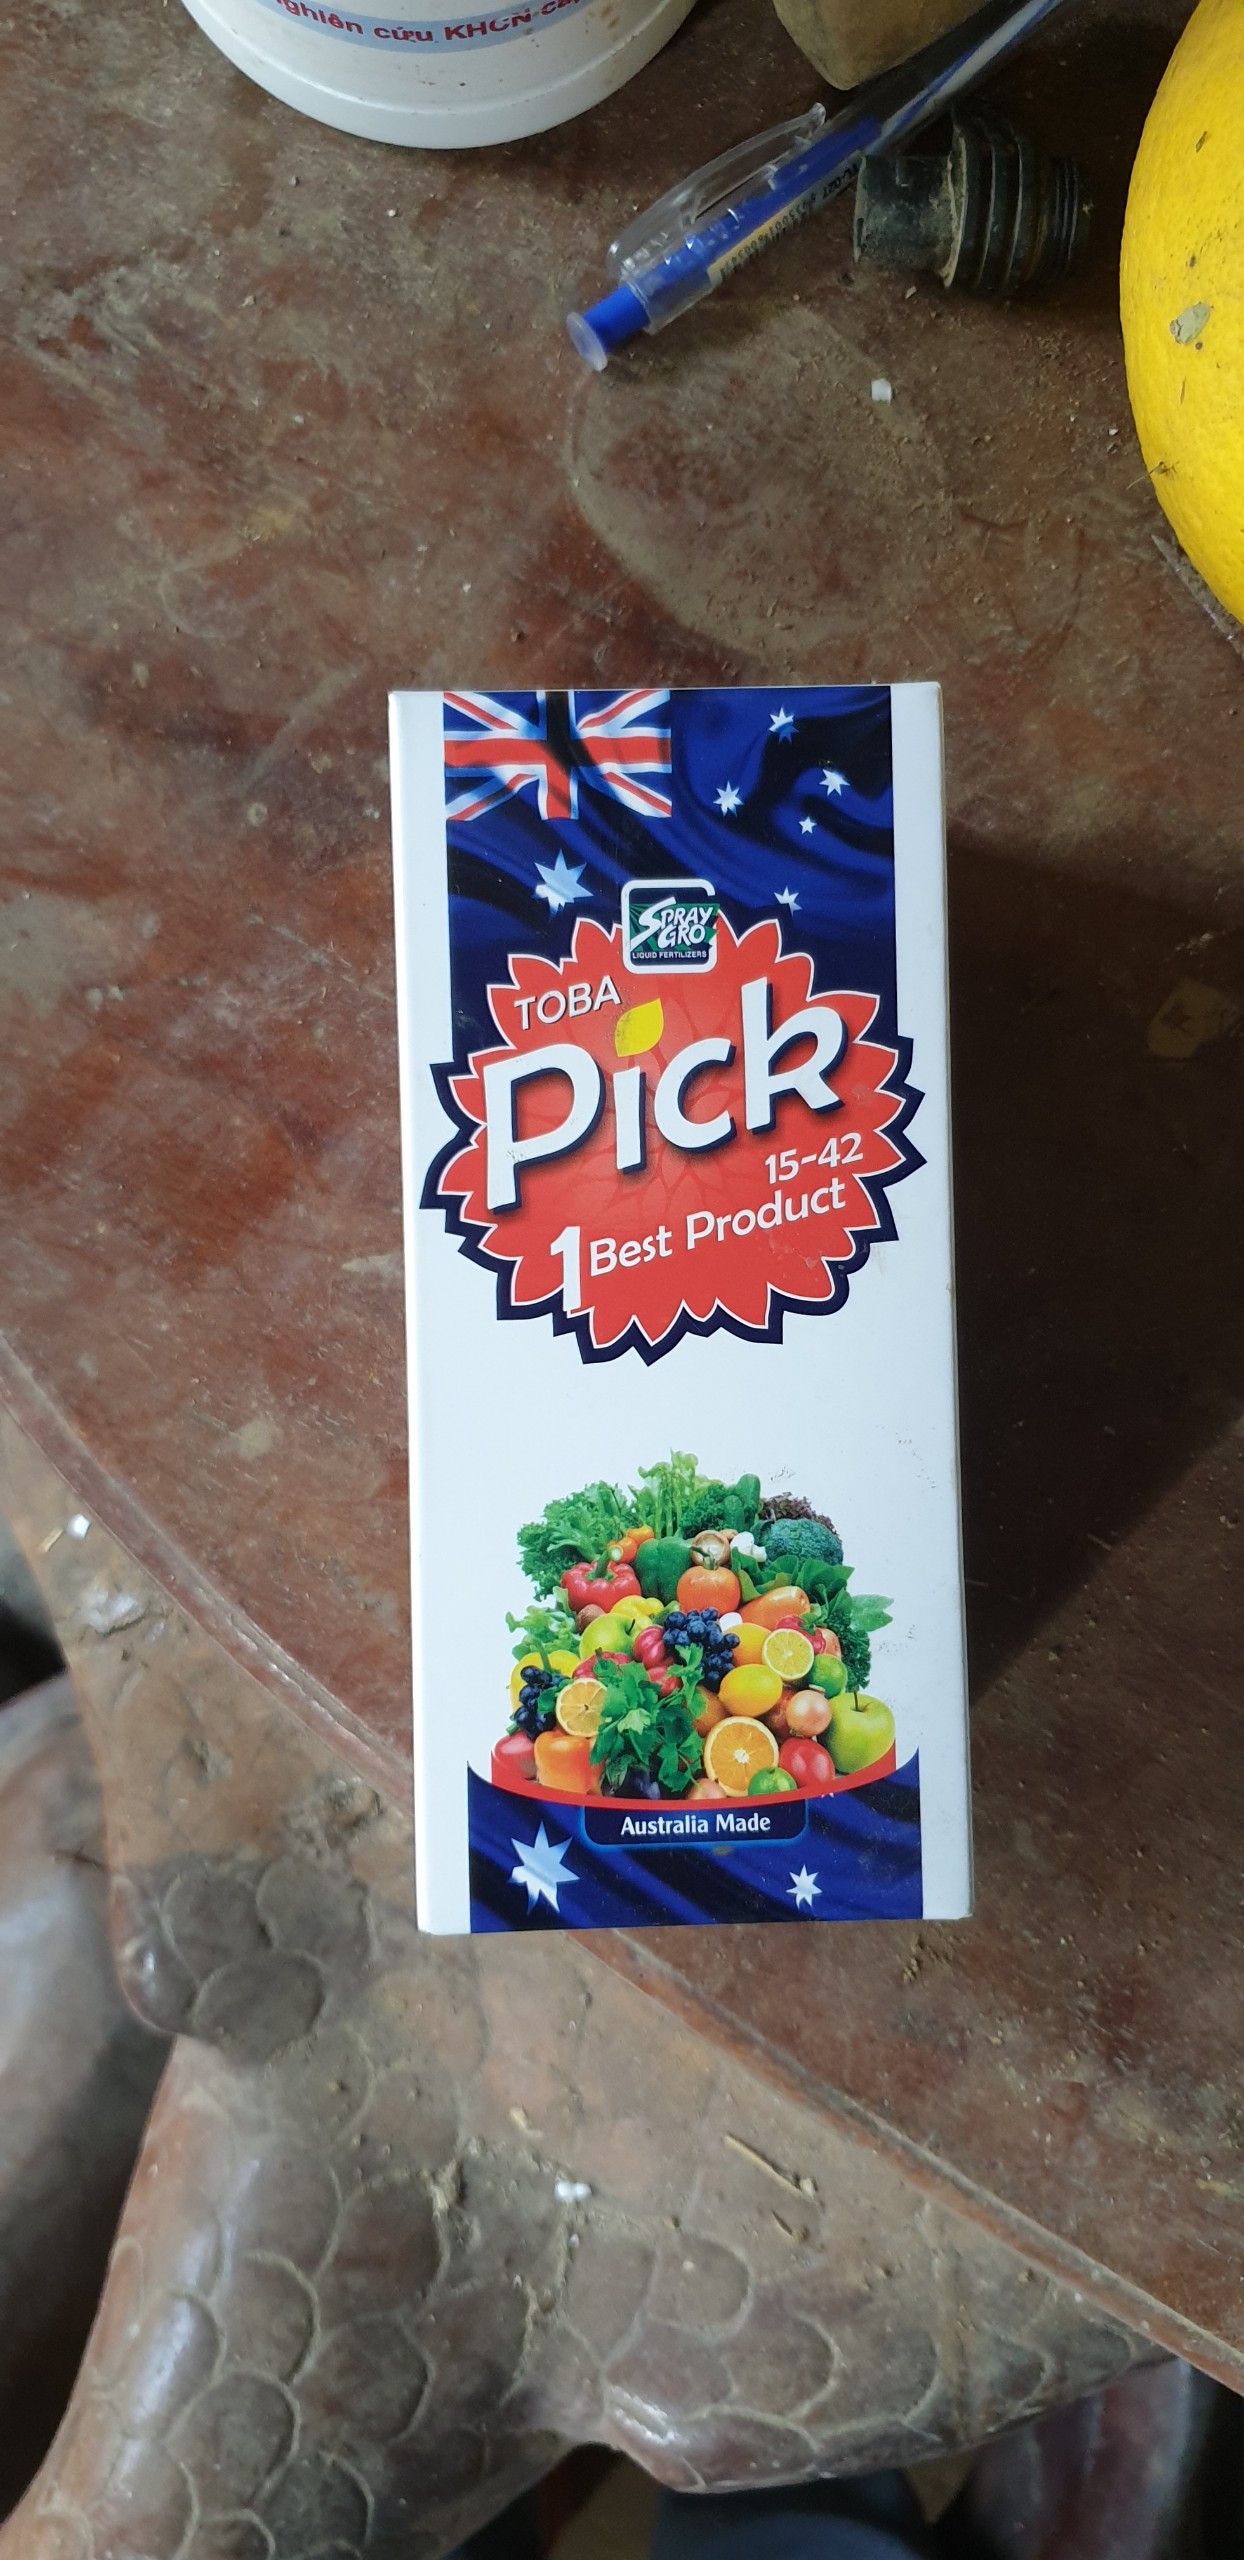 nghiên cứu KHCN
SPRAY
GRO
LIQUID FERTILIZERS
TOBA
Pick
15-42
1 Best Product
Australia Made